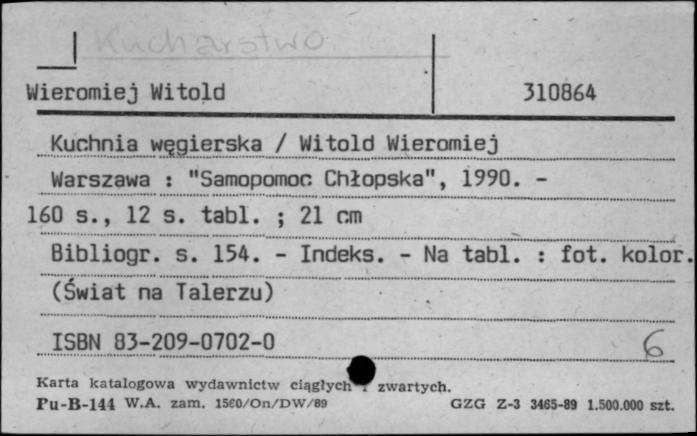 Kucharstwo
Wieromiej Witold 310864
Kuchnia węgierska / Witold Wieromiej
Warszawa : "Samopomoc Chłopska", 1990. -
160 s., 12 s. tabl. ; 21 cm
Bibliogr. s. 154. - Indeks. - Na tabl. : fot. kolor.
(Świat na Talerzu)
ISBN 83-209-0702-0 6
Karta katalogowa wydawnictw ciągłych i zwartych.
Pu-B-144 W.A. zam. 1560/On/DW/89 GZG Z-3 3465-89 1.500.000 szt.